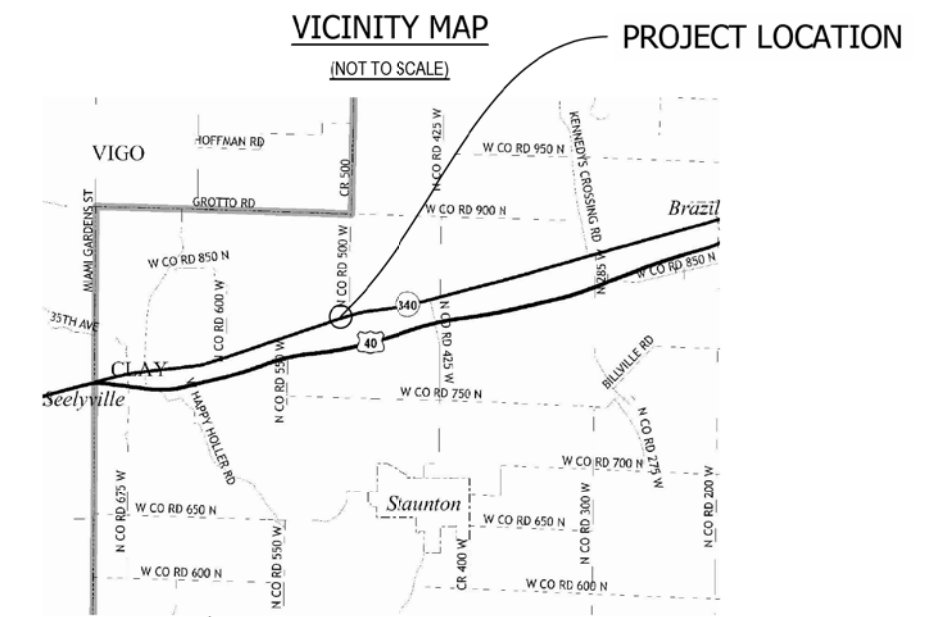 VICINITY MAP
PROJECT LOCATION
(NOT TO SCALE)
HOFFMAN RD
VIGO
N CO RD 425 W
KENNEDYS CROSSING RD
W CO RD 950 N
CR 500
GROTTO RD
W CO RD 900 N
Brazil
MIAMI GARDENS ST
N CO RD 500 W
W CO RD 850 N
W CO RD 850 N
N CO RD 600 W
340
35TH AVE
40
N CO RD 425 W
CLAY
N CO RD 550 W
BILLVILLE RD
Seelyville
W CO RD 750 N
HAPPY HOLLER RD
N CO RD 275 W
W CO RD 700 N
N CO RD 675 W
Staunton
N CO RD 300 W
N CO RD 200 W
W CO RD 650 N
W CO RD 650 N
N CO RD 550 W
CR 400 W
W CO RD 600 N
W CO RD 600 N